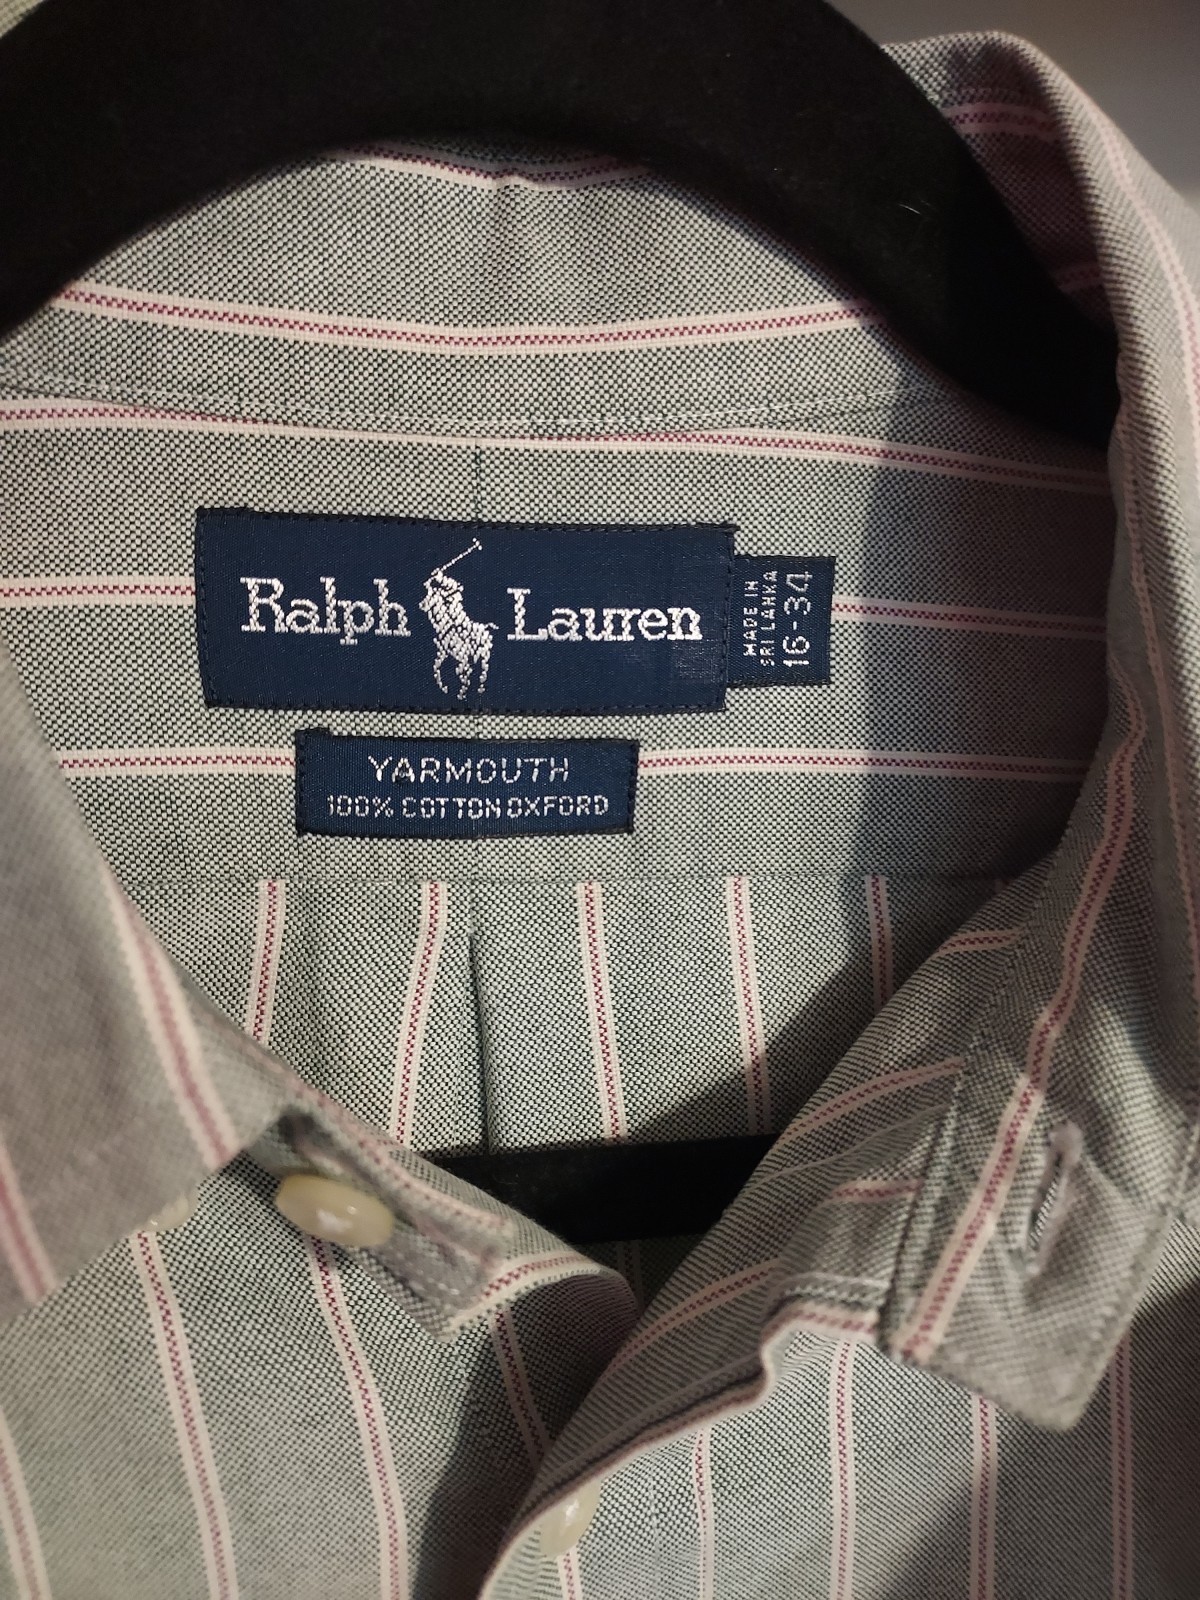 Ralph Lauren
MADE IN
SRI LANKA
16-34
YARMOUTH
100% COTTON OXFORD